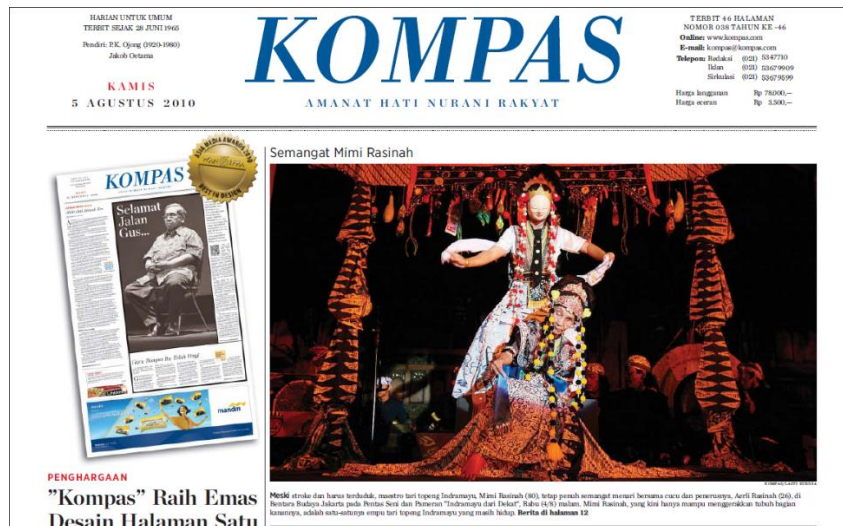 HARIAN UNTUK UMUM
TERBIT SEJAK 28 JUNI 1965
Pendiri: P.K. Ojong (1920-1980)
Jakob Oetama
KAMIS
5 AGUSTUS 2010
KOMPAS
AMANAT HATI NURANI RAKYAT
TERBIT 46 HALAMAN
NOMOR 038 TAHUN KE -46
Online: www.kompas.com
E-mail: kompas@kompas.com
Telepon: Redaksi (021) 5347710
Iklan (021) 53679909
Sirkulasi (021) 53679599
Harga langganan Rp 78.000,—
Harga eceran Rp 3.500,—
BEST IN DESIGN
KOMPAS
Selamat
Jalan
Gus...
mandiri
PENGHARGAAN
"Kompas" Raih Emas
Desain Halaman Satu
Semangat Mimi Rasinah
Meski stroke dan harus terduduk, maestro tari topeng Indramayu, Mimi Rasinah (80), tetap penuh semangat menari bersama cucu dan penerusnya, Aerli Rasinah (26), di
Bentara Budaya Jakarta pada Pentas Seni dan Pameran "Indramayu dari Dekat", Rabu (4/8) malam. Mimi Rasinah, yang kini hanya mampu menggerakkan tubuh bagian
kanannya, adalah satu-satunya empu tari topeng Indramayu yang masih hidup. Berita di halaman 12